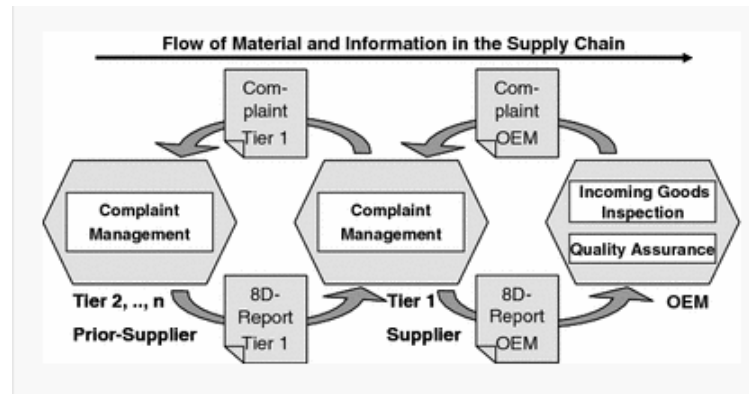 Flow of Material and Information in the Supply Chain
Com-
plaint
Tier 1
Com-
plaint
OEM
Complaint
Management
Complaint
Management
Incoming Goods
Inspection
Quality Assurance
Tier 2, .., n
Prior-Supplier
8D-
Report
Tier 1
Tier 1
Supplier
8D-
Report
OEM
OEM